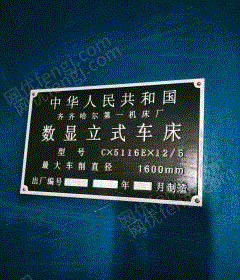 中华人民共和国
齐齐哈尔第一机床厂
数显立式车床
型号 CX5116E×12/5
最大车削直径 1600mm
出厂编号 年 月制造